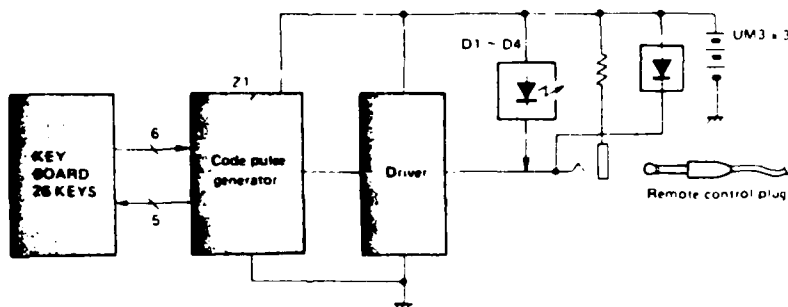 D1 ~ D4
UM3 x 3
Z1
KEY
BOARD
26 KEYS
6
5
Code pulse
generator
Driver
Remote control plug